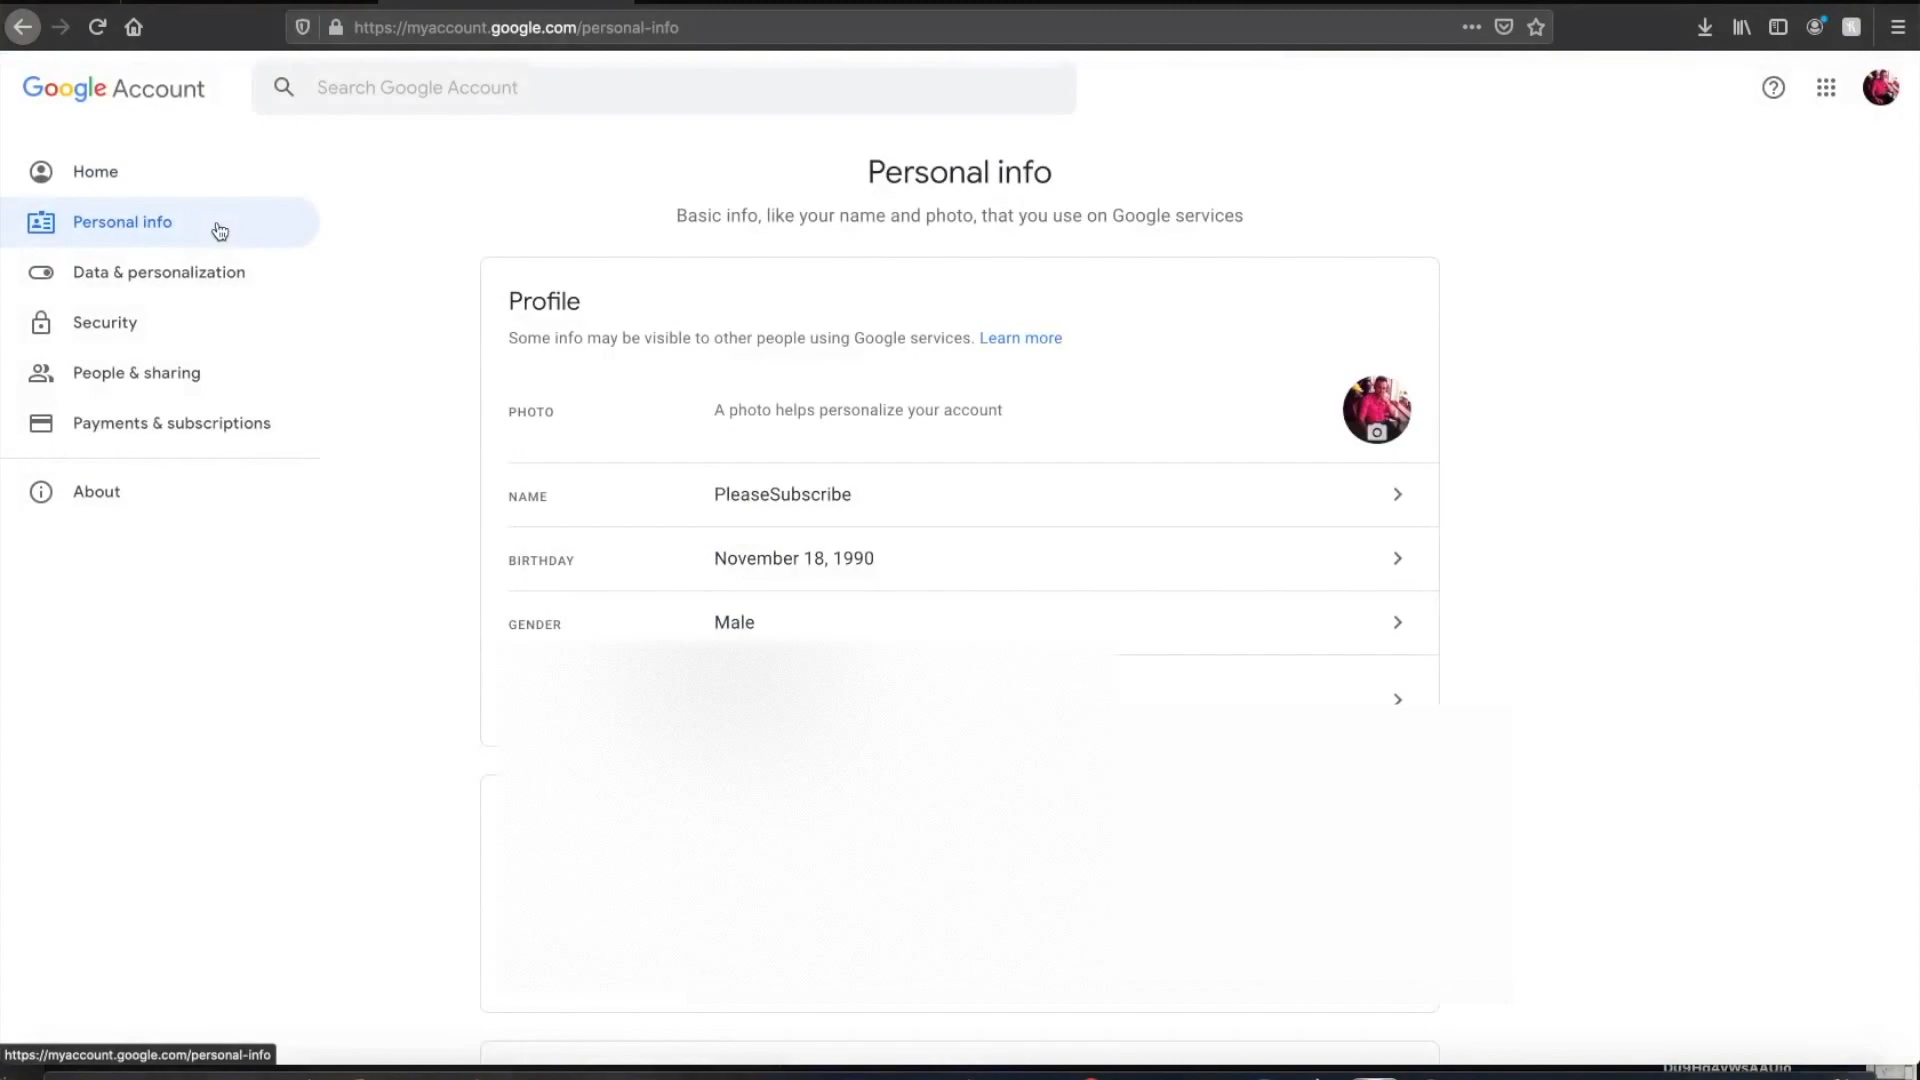 https://myaccount.google.com/personal-info
Google Account
Search Google Account
Home
Personal info
Data & personalization
Security
People & sharing
Payments & subscriptions
About
Personal info
Basic info, like your name and photo, that you use on Google services
Profile
Some info may be visible to other people using Google services. Learn more
PHOTO A photo helps personalize your account
NAME PleaseSubscribe
BIRTHDAY November 18, 1990
GENDER Male
https://myaccount.google.com/personal-info